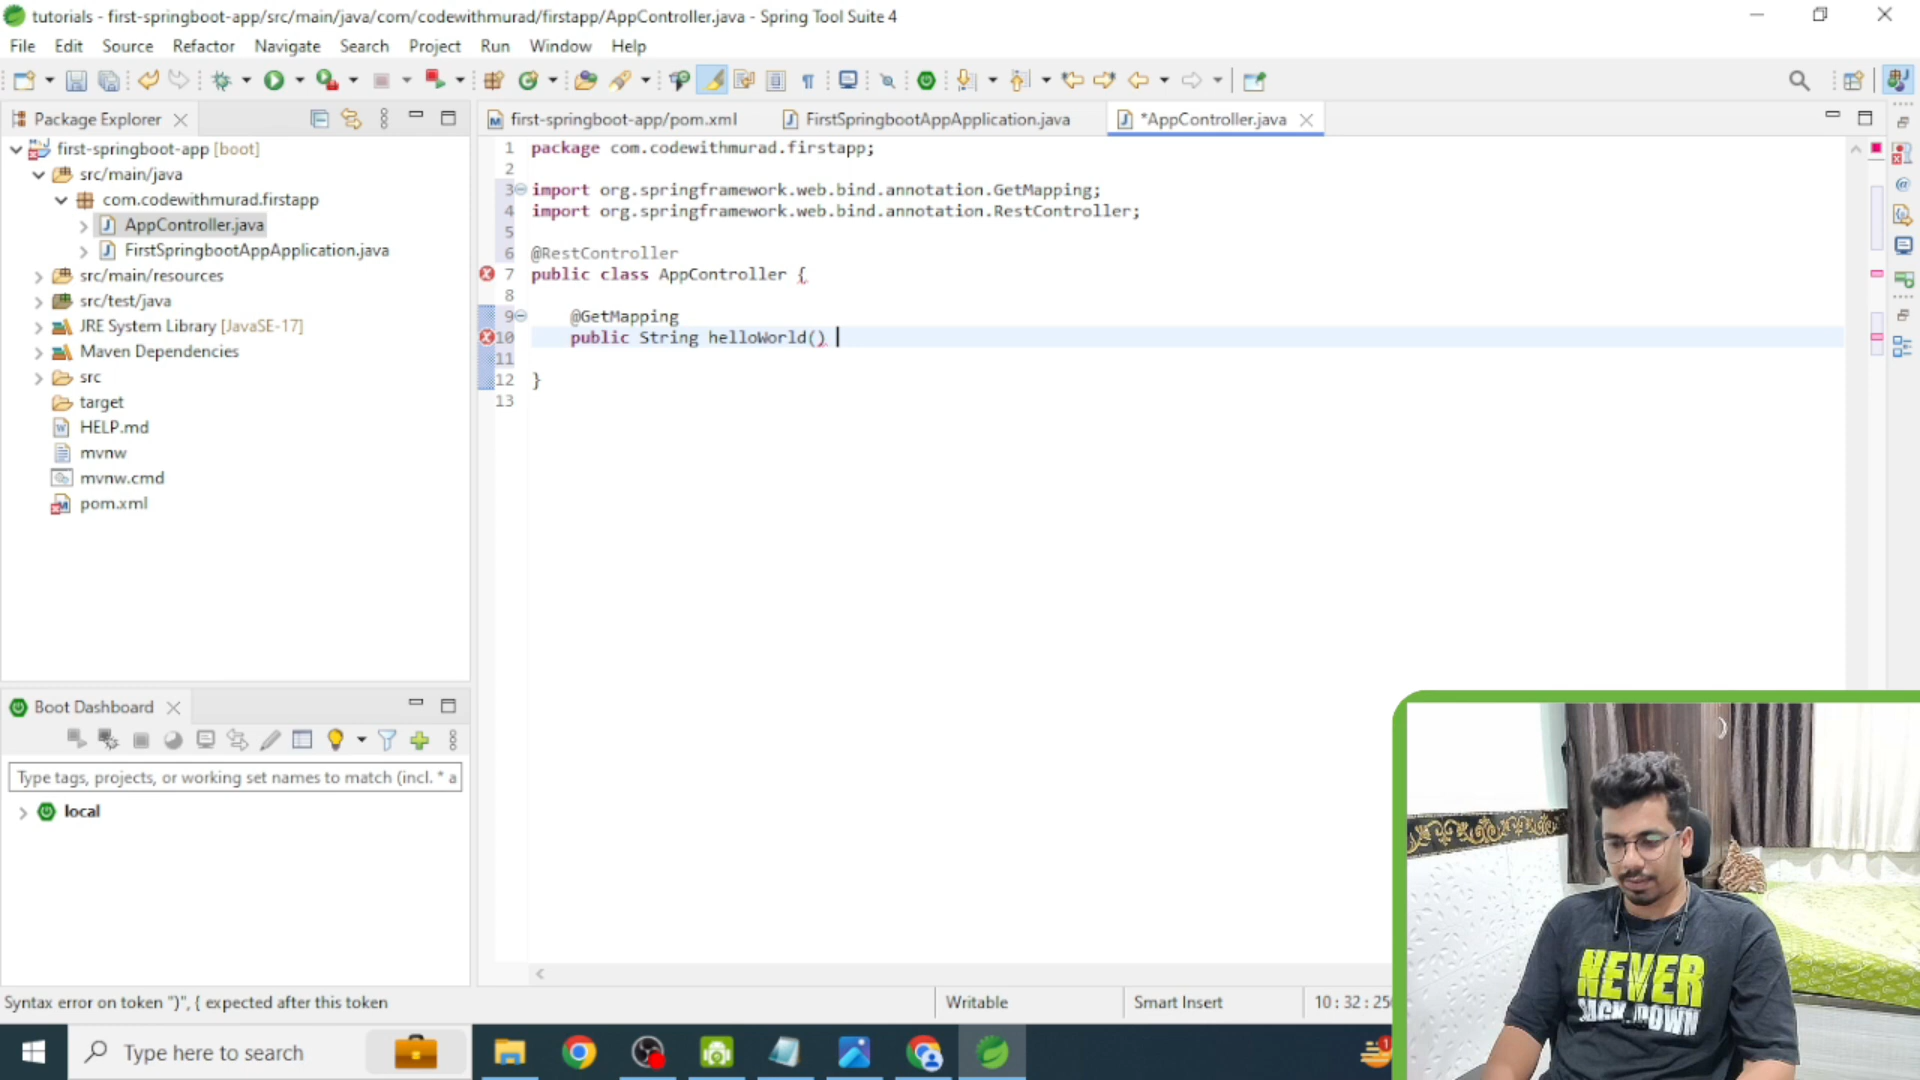 tutorials - first-springboot-app/src/main/java/com/codewithmurad/firstapp/AppController.java - Spring Tool Suite 4
File Edit Source Refactor Navigate Search Project Run Window Help
Package Explorer
first-springboot-app/pom.xml
FirstSpringbootAppApplication.java
*AppController.java
first-springboot-app [boot]
src/main/java
com.codewithmurad.firstapp
AppController.java
FirstSpringbootAppApplication.java
src/main/resources
src/test/java
JRE System Library [JavaSE-17]
Maven Dependencies
src
target
HELP.md
mvnw
mvnw.cmd
pom.xml
1 package com.codewithmurad.firstapp;
2
3 import org.springframework.web.bind.annotation.GetMapping;
4 import org.springframework.web.bind.annotation.RestController;
5
6 @RestController
7 public class AppController {
8
9 @GetMapping
10 public String helloWorld()
11
12 }
13
Boot Dashboard
Type tags, projects, or working set names to match (incl. * a
local
Syntax error on token ")", { expected after this token
Writable
Smart Insert
10 : 32 : 25
Type here to search
1
NEVER
BACK DOWN